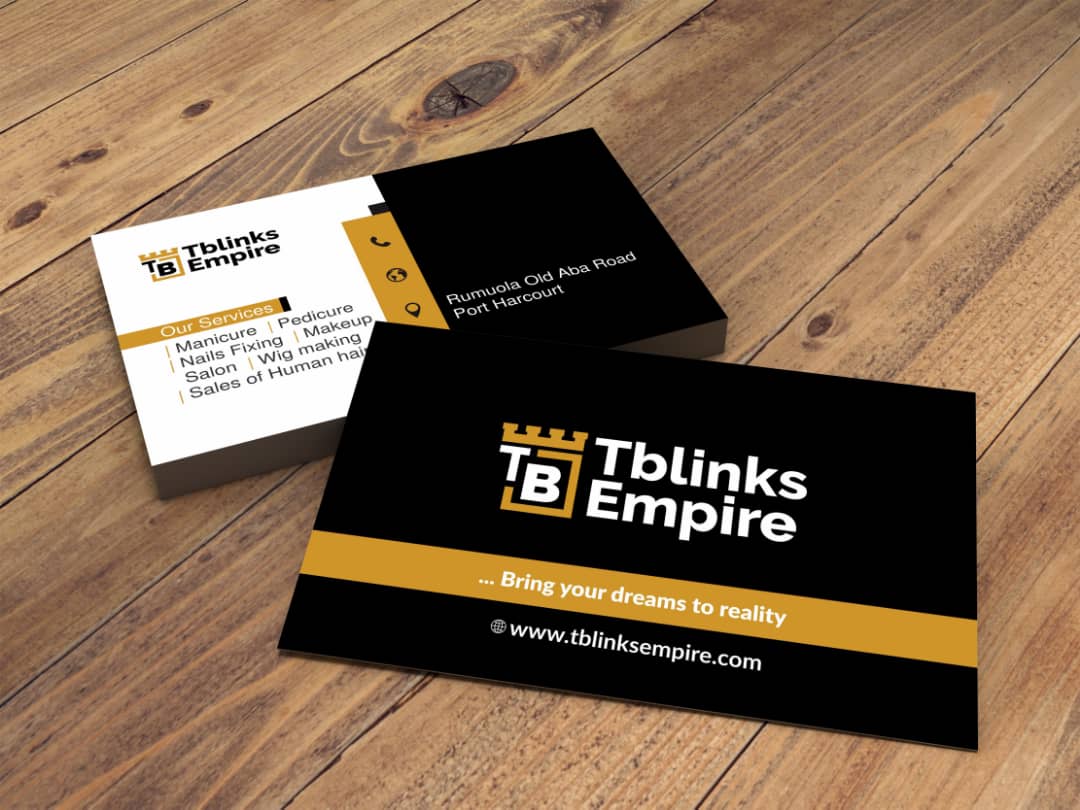 TB
Tblinks
Empire
Our Services
| Manicure | Pedicure
| Nails Fixing | Makeup
Salon | Wig making
| Sales of Human hair
Rumuola Old Aba Road
Port Harcourt
TB
Tblinks
Empire
... Bring your dreams to reality
www.tblinksempire.com